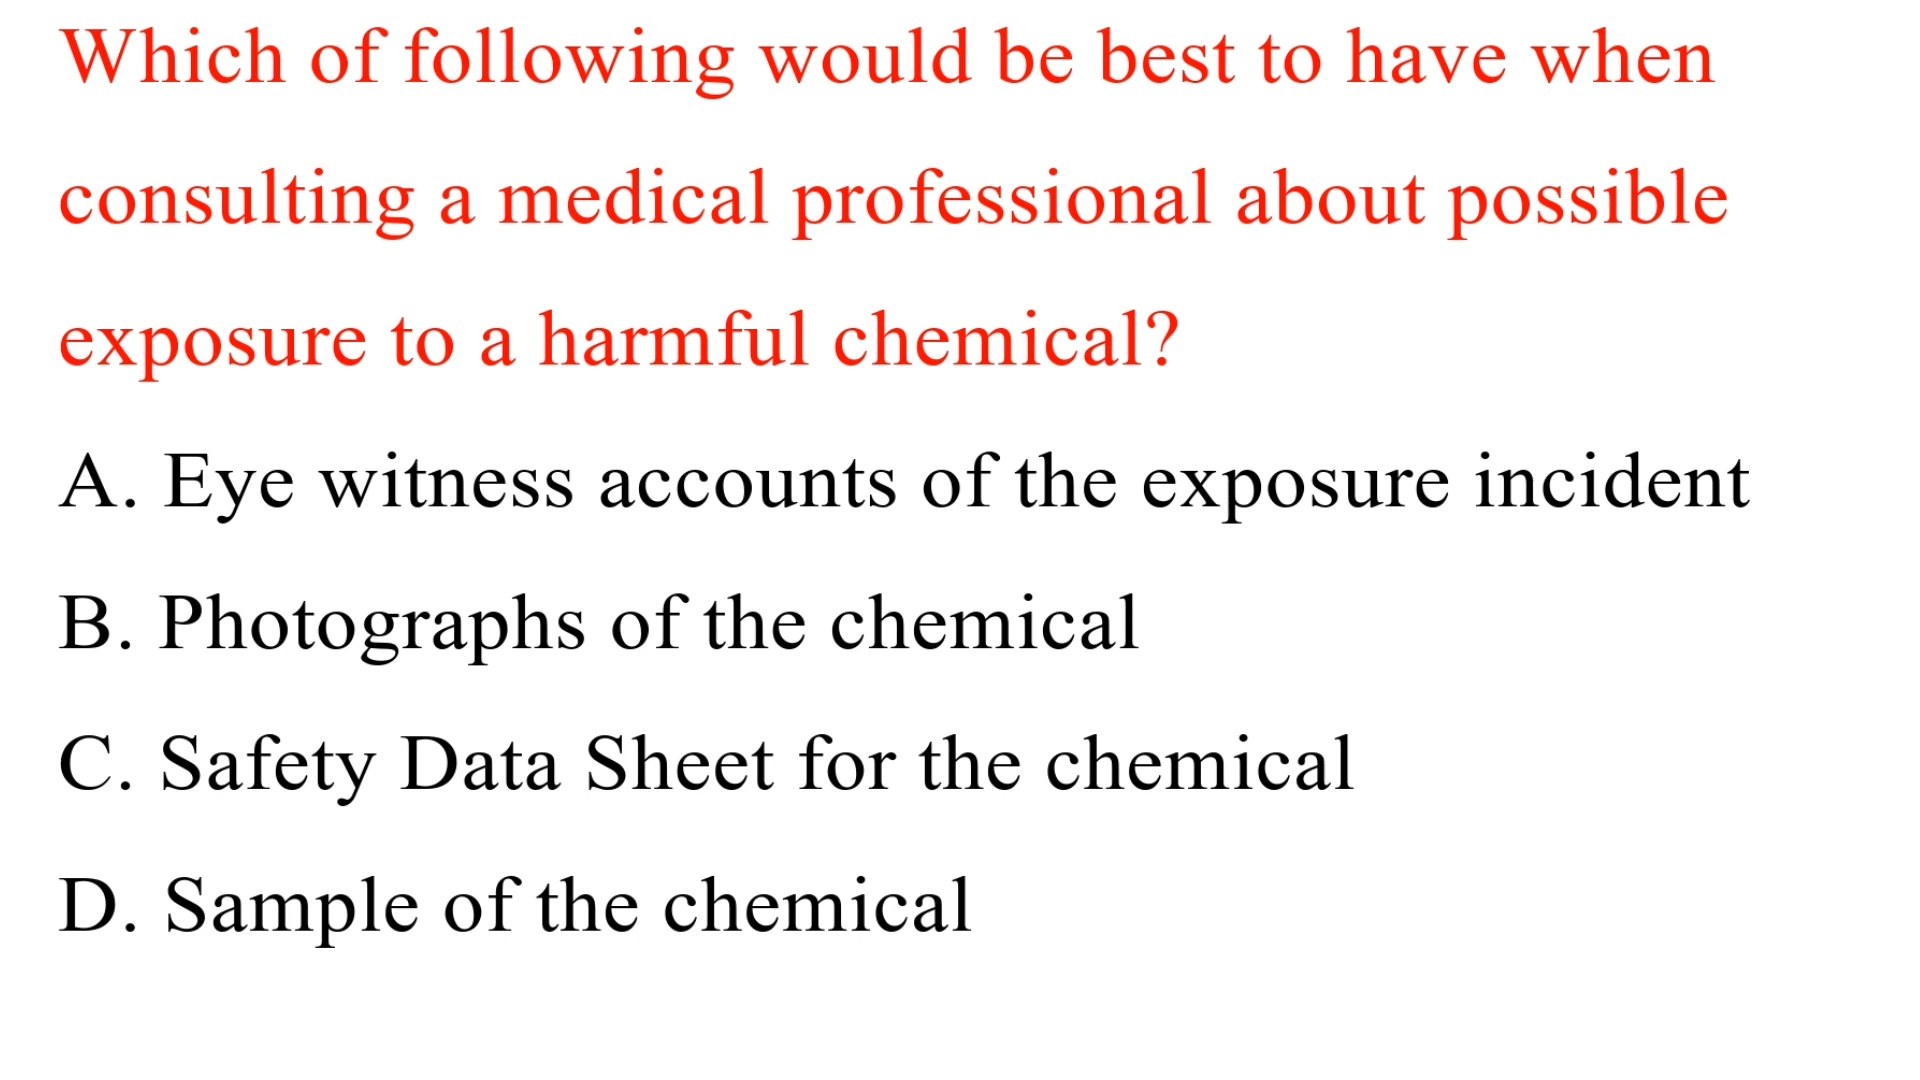 Which of following would be best to have when
consulting a medical professional about possible
exposure to a harmful chemical?
A. Eye witness accounts of the exposure incident
B. Photographs of the chemical
C. Safety Data Sheet for the chemical
D. Sample of the chemical